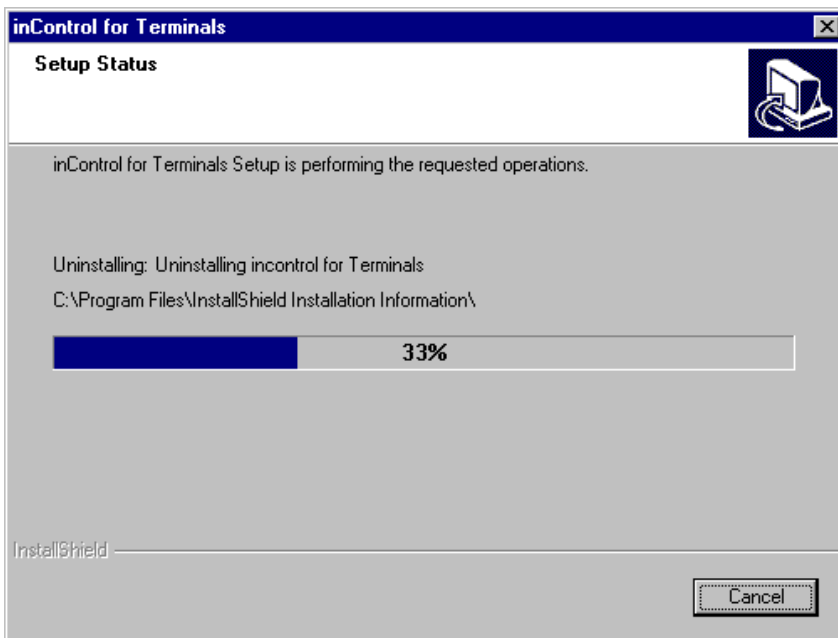 inControl for Terminals
Setup Status
inControl for Terminals Setup is performing the requested operations.
Uninstalling: Uninstalling incontrol for Terminals
C:\Program Files\InstallShield Installation Information\
33%
InstallShield
Cancel